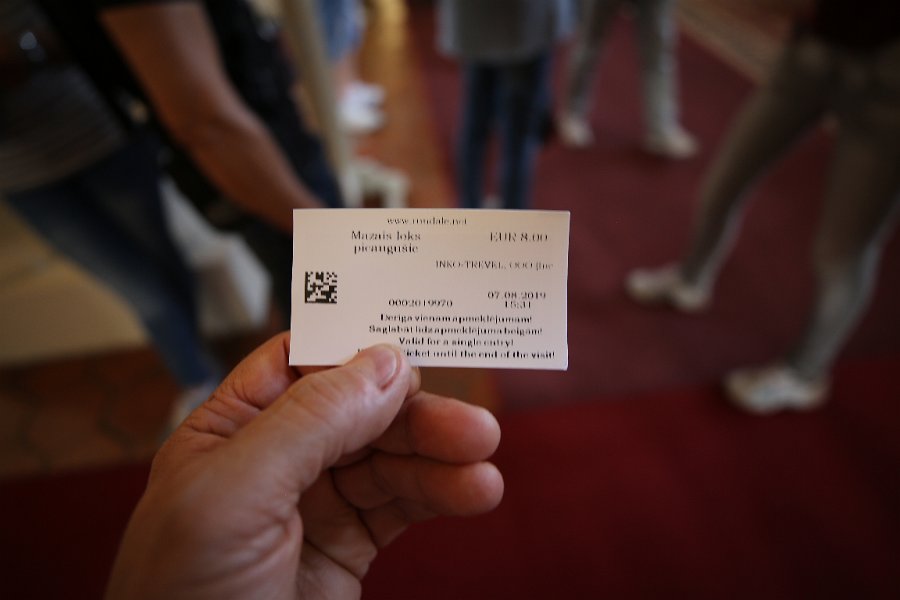 www.rundale.net
Mazais loks EUR 8.00
pieaugušie
INKO-TREVEL, OOO
07.08.2019
0002019970 15:31
Derīga vienam apmeklējumam!
Saglabāt līdz apmeklējuma beigām!
Valid for a single entry!
ticket until the end of the visit!